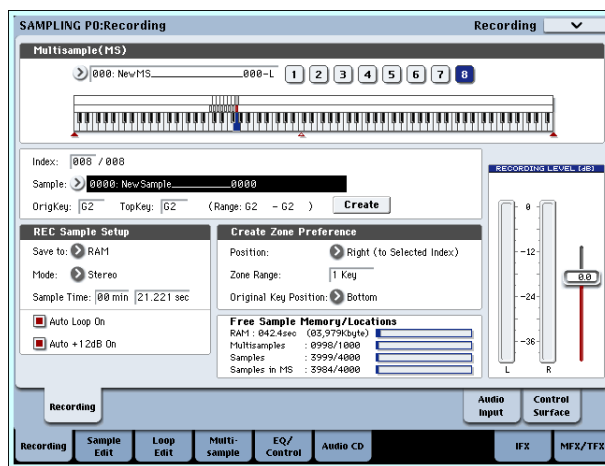 SAMPLING P0:Recording Recording
Multisample(MS)
000: NewMS_______________000-L 1 2 3 4 5 6 7 8
Index: 008 /008
Sample: 0000: NewSample__________0000
OrigKey: G2 TopKey: G2 (Range: G2 - G2 ) Create
RECORDING LEVEL [dB]
REC Sample Setup
Save to: RAM
Mode: Stereo
Sample Time: 00 min 21.221 sec
Auto Loop On
Auto +12dB On
Create Zone Preference
Position: Right (to Selected Index)
Zone Range: 1 Key
Original Key Position: Bottom
Free Sample Memory/Locations
RAM : 042.4sec (03,979Kbyte)
Multisamples : 0998/1000
Samples : 3999/4000
Samples in MS : 3984/4000
0
-12
-24
-36
L R
0.0
Recording
Audio Input
Control Surface
Recording
Sample Edit
Loop Edit
Multi-sample
EQ/Control
Audio CD
IFX
MFX/TFX